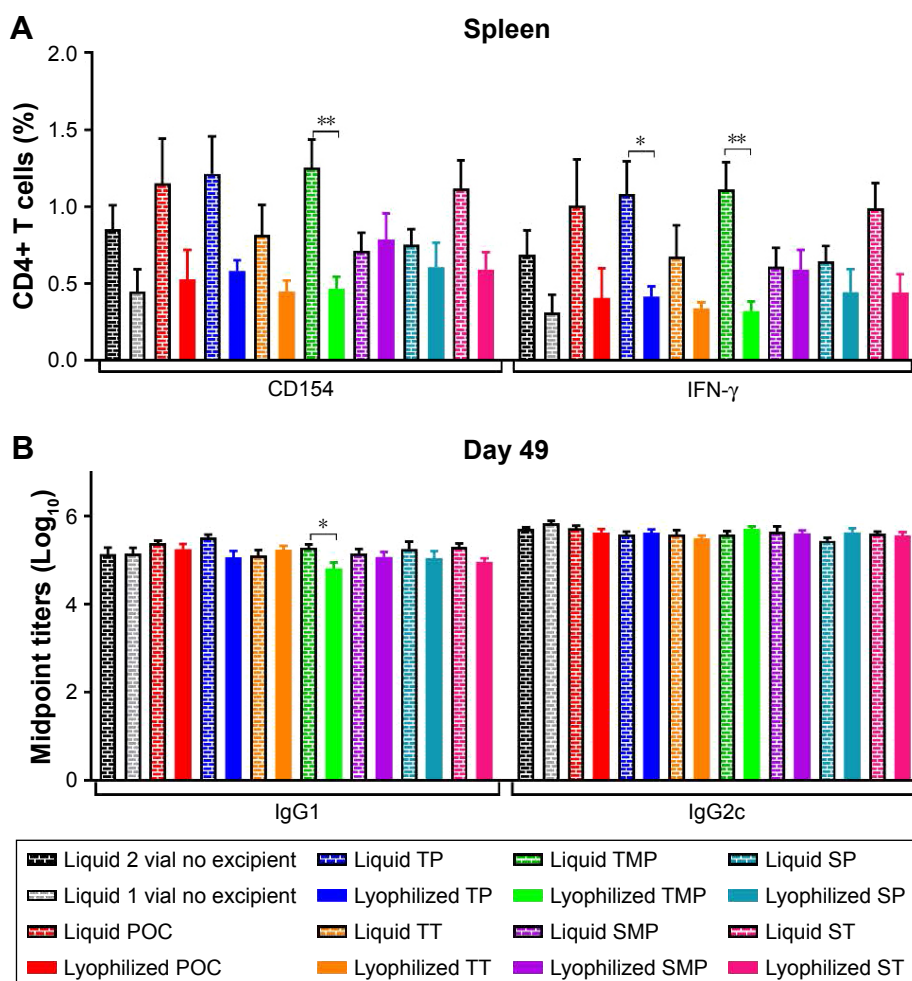 A
Spleen
CD4+ T cells (%)
2.0
1.5
1.0
0.5
0.0
**
*
**
CD154
IFN-γ
B
Day 49
Midpoint titers (Log10)
6
4
2
0
*
IgG1
IgG2c
Liquid 2 vial no excipient
Liquid TP
Liquid TMP
Liquid SP
Liquid 1 vial no excipient
Lyophilized TP
Lyophilized TMP
Lyophilized SP
Liquid POC
Liquid TT
Liquid SMP
Liquid ST
Lyophilized POC
Lyophilized TT
Lyophilized SMP
Lyophilized ST